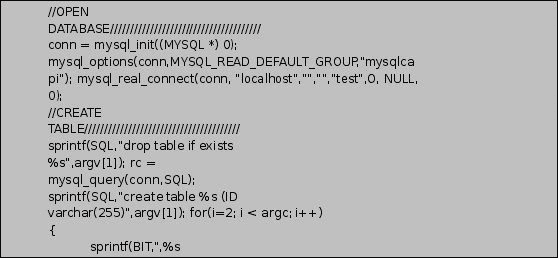 //OPEN
DATABASE//////////////////////////////////////
conn = mysql_init((MYSQL *) 0);
mysql_options(conn,MYSQL_READ_DEFAULT_GROUP,"mysqlca
pi"); mysql_real_connect(conn, "localhost","","","test",0, NULL,
0);
//CREATE
TABLE///////////////////////////////////////
sprintf(SQL,"drop table if exists
%s",argv[1]); rc =
mysql_query(conn,SQL);
sprintf(SQL,"create table %s (ID
varchar(255)",argv[1]); for(i=2; i < argc; i++)
{
sprintf(BIT,",%s